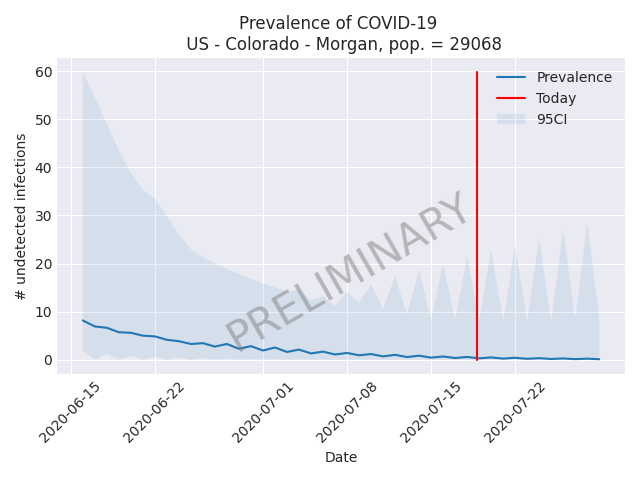 Prevalence of COVID-19
US - Colorado - Morgan, pop. = 29068
60
50
40
30
20
10
0
# undetected infections
Prevalence
Today
95CI
PRELIMINARY
2020-06-15
2020-06-22
2020-07-01
2020-07-08
2020-07-15
2020-07-22
Date